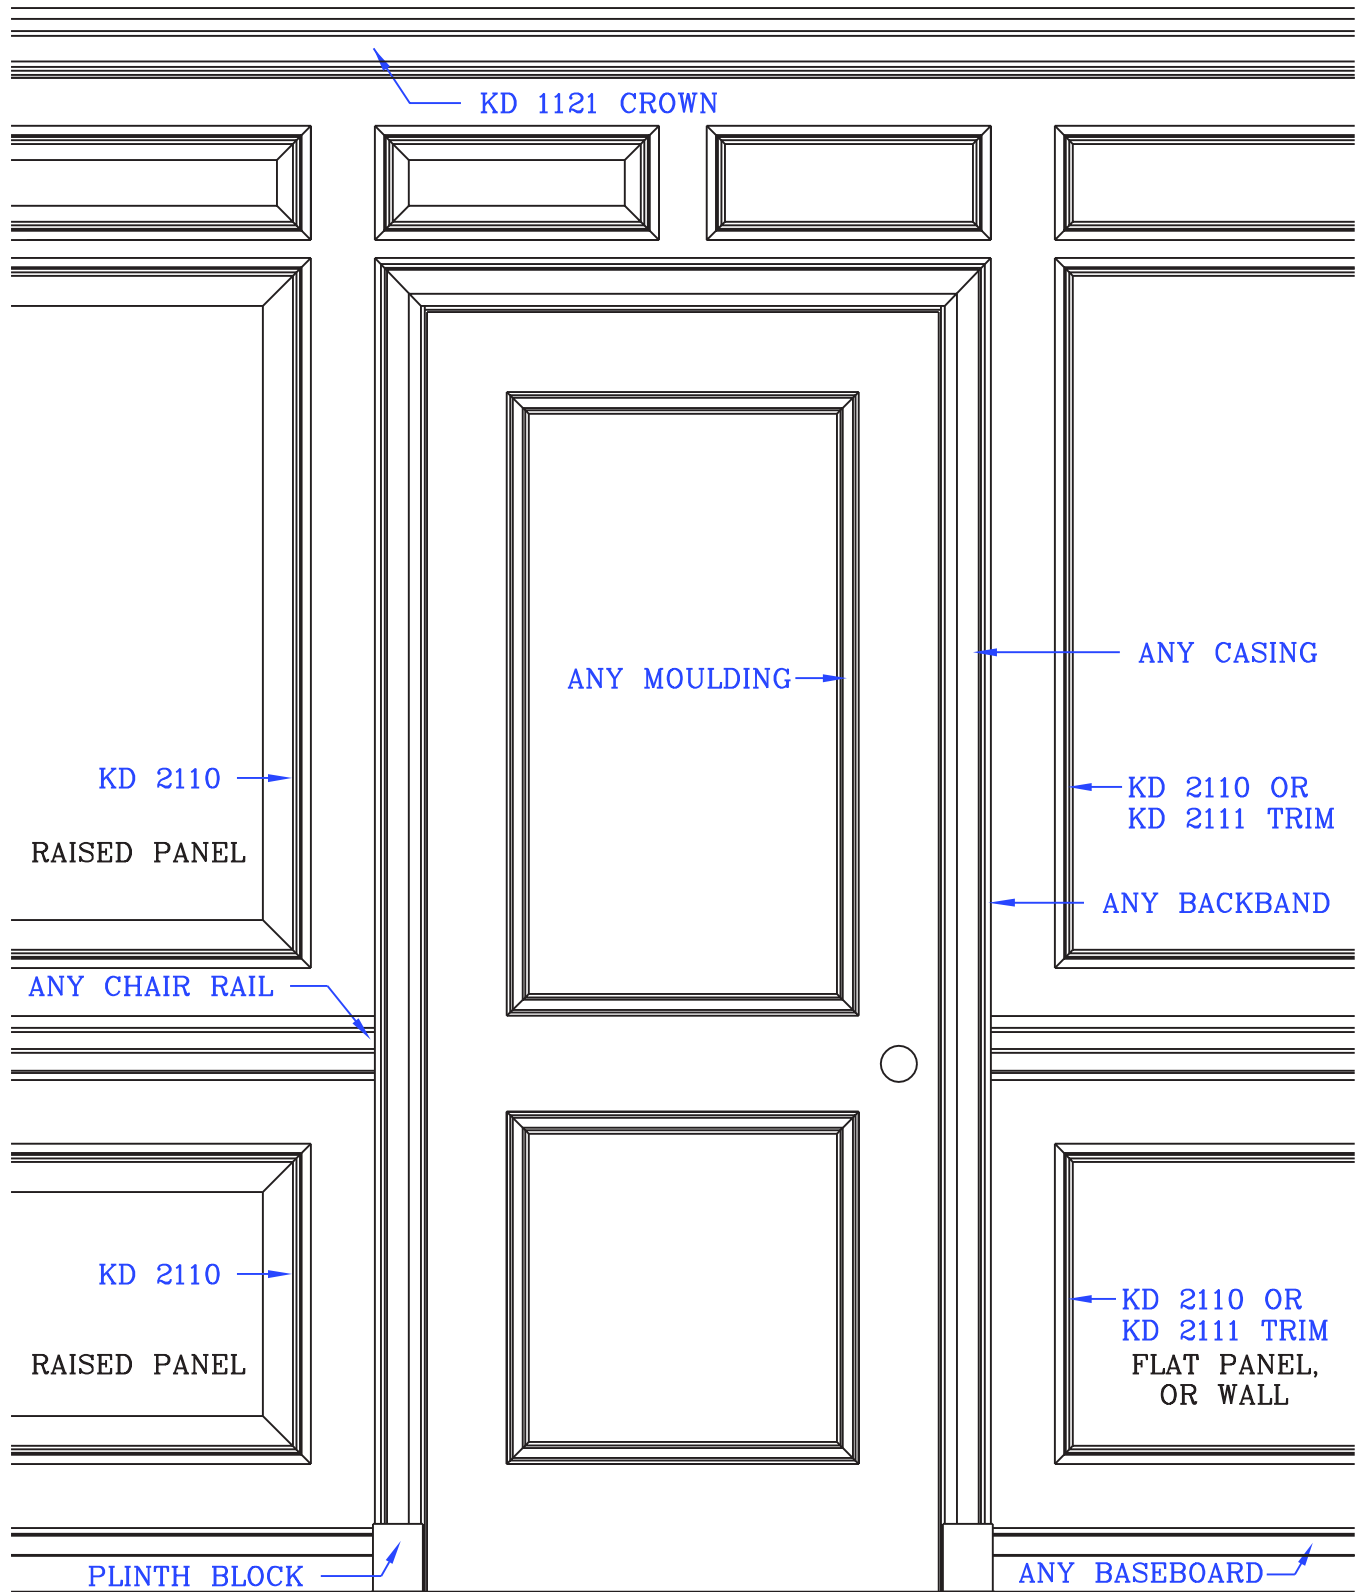 KD 1121 CROWN
ANY CASING
ANY MOULDING
KD 2110
KD 2110 OR
KD 2111 TRIM
RAISED PANEL
ANY BACKBAND
ANY CHAIR RAIL
KD 2110
KD 2110 OR
KD 2111 TRIM
RAISED PANEL
FLAT PANEL,
OR WALL
PLINTH BLOCK
ANY BASEBOARD